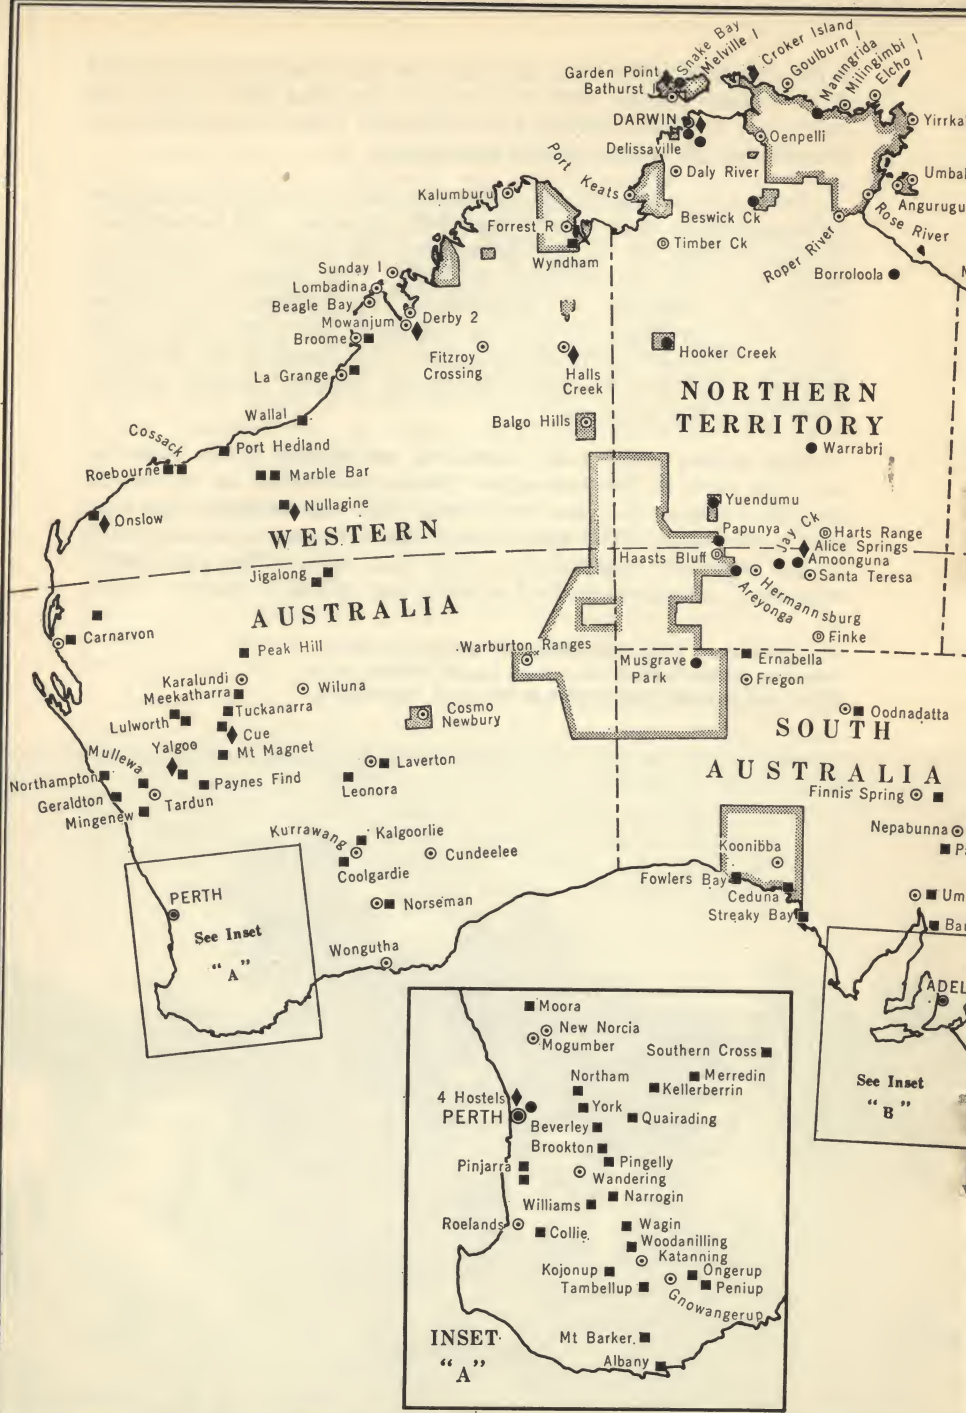 Snake Bay
Melville I
Croker Island
Goulburn I
Maningrida
Milingimbi I
Elcho I
Garden Point
Bathurst I
DARWIN
Delissaville
Oenpelli
Port Keats
Daly River
Kalumburu
Beswick Ck
Angurugu
Rose River
Forrest R
Timber Ck
Wyndham
Roper River
Borroloola
Sunday I
Lombadina
Beagle Bay
Mowanjum
Derby 2
Broome
Fitzroy
Crossing
Halls
Creek
Hooker Creek
La Grange
NORTHERN
TERRITORY
Wallal
Balgo Hills
Cossack
Port Hedland
Warrabri
Roebourne
Marble Bar
Nullagine
Yuendumu
Onslow
WESTERN
Papunya
Jay Ck
Harts Range
Alice Springs
Haasts Bluff
Amoonguna
Jigalong
Santa Teresa
Hermannsburg
Areyonga
AUSTRALIA
Carnarvon
Finke
Peak Hill
Warburton Ranges
Musgrave
Park
Ernabella
Karalundi
Wiluna
Fregon
Meekatharra
Tuckanarra
Cosmo
Newbury
Oodnadatta
Lulworth
Cue
SOUTH
Mullewa
Yalgoo
Mt Magnet
Laverton
AUSTRALIA
Northampton
Paynes Find
Leonora
Finnis Spring
Geraldton
Tardun
Mingenew
Kurrawang
Kalgoorlie
Nepabunna
Cundeelee
Koonibba
Coolgardie
Fowlers Bay
PERTH
Norseman
Ceduna
Streaky Bay
See Inset
"A"
Wongutha
See Inset
"B"
Moora
New Norcia
Mogumber
Southern Cross
Northam
Merredin
Kellerberrin
4 Hostels
PERTH
York
Quairading
Beverley
Brookton
Pinjarra
Pingelly
Wandering
Williams
Narrogin
Roelands
Collie
Wagin
Woodanilling
Katanning
Kojonup
Ongerup
Tambellup
Peniup
Gnowangerup
INSET
"A"
Mt Barker
Albany